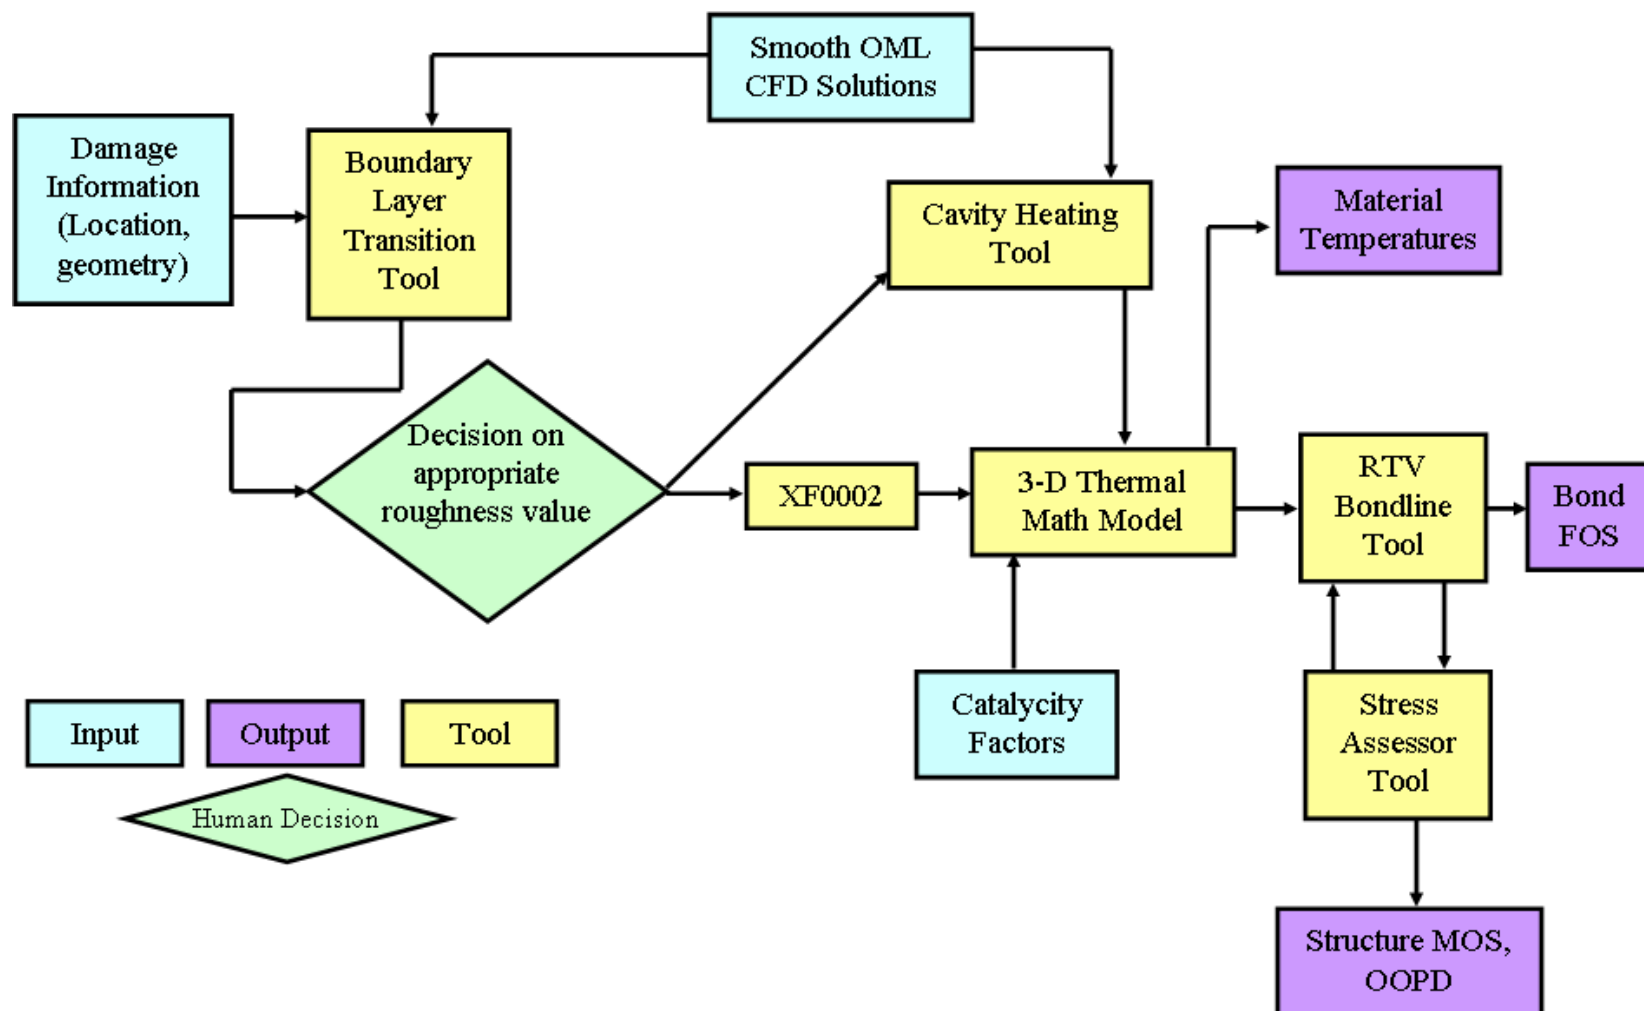 Smooth OML
CFD Solutions
Damage
Information
(Location,
geometry)
Boundary
Layer
Transition
Tool
Cavity Heating
Tool
Material
Temperatures
Decision on
appropriate
roughness value
XF0002
3-D Thermal
Math Model
RTV
Bondline
Tool
Bond
FOS
Catalycity
Factors
Stress
Assessor
Tool
Structure MOS,
OOPD
Input
Output
Tool
Human Decision